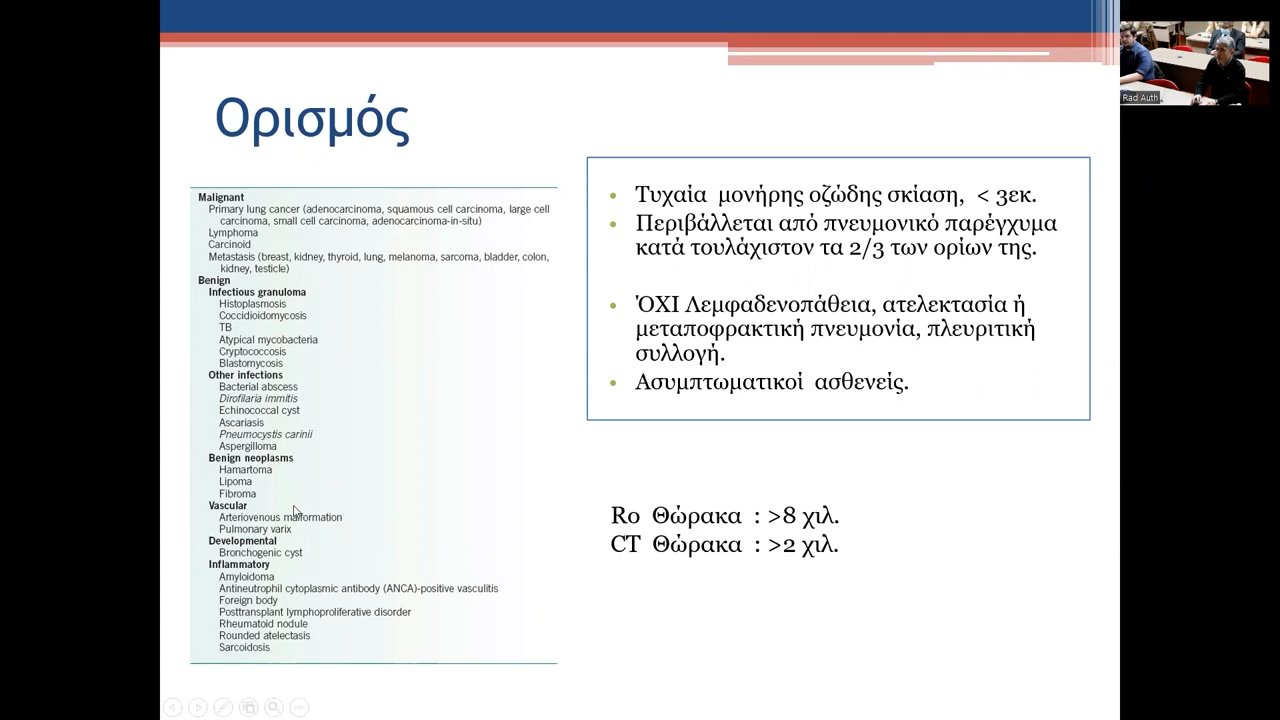 Ορισμός
Malignant
Primary lung cancer (adenocarcinoma, squamous cell carcinoma, large cell
carcinoma, small cell carcinoma, adenocarcinoma-in-situ)
Lymphoma
Carcinoid
Metastasis (breast, kidney, thyroid, lung, melanoma, sarcoma, bladder, colon,
kidney, testicle)
Benign
Infectious granuloma
Histoplasmosis
Coccidioidomycosis
TB
Atypical mycobacteria
Cryptococcosis
Blastomycosis
Other infections
Bacterial abscess
Dirofilaria immitis
Echinococcal cyst
Ascariasis
Pneumocystis carinii
Aspergilloma
Benign neoplasms
Hamartoma
Lipoma
Fibroma
Vascular
Arteriovenous malformation
Pulmonary varix
Developmental
Bronchogenic cyst
Inflammatory
Amyloidoma
Antineutrophil cytoplasmic antibody (ANCA)-positive vasculitis
Foreign body
Posttransplant lymphoproliferative disorder
Rheumatoid nodule
Rounded atelectasis
Sarcoidosis
• Τυχαία μονήρης οζώδης σκίαση, < 3εκ.
• Περιβάλλεται από πνευμονικό παρέγχυμα
κατά τουλάχιστον τα 2/3 των ορίων της.
• ΌΧΙ Λεμφαδενοπάθεια, ατελεκτασία ή
μεταποφρακτική πνευμονία, πλευριτική
συλλογή.
• Ασυμπτωματικοί ασθενείς.
Ro Θώρακα : >8 χιλ.
CT Θώρακα : >2 χιλ.
Rad Auth